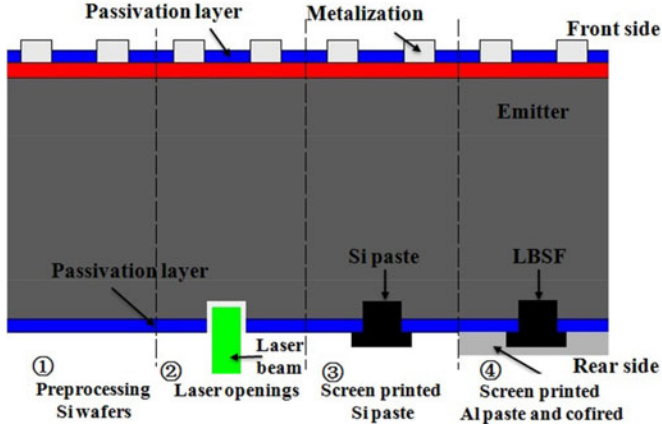 Passivation layer
Metalization
Front side
Emitter
Passivation layer
Si paste
LBSF
Laser
beam
Rear side
①
Preprocessing
Si wafers
②
Laser openings
③
Screen printed
Si paste
④
Screen printed
Al paste and cofired